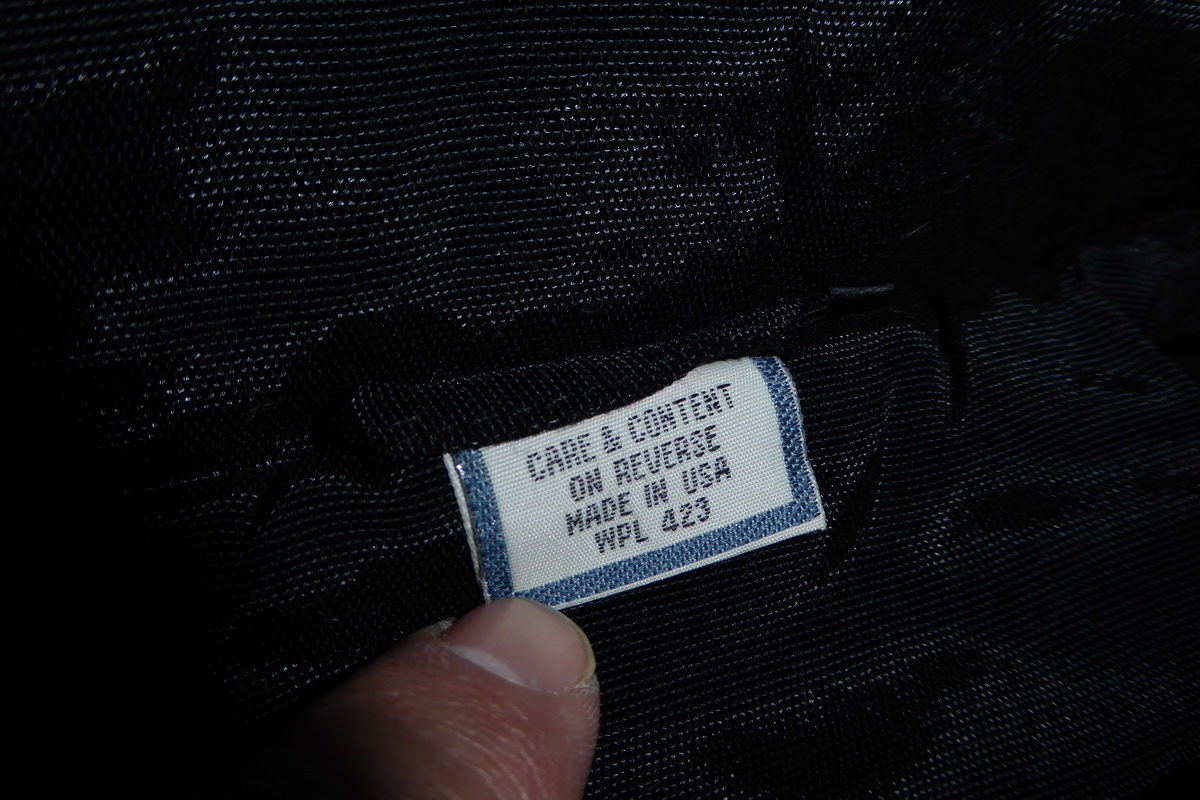 CARE & CONTENT
ON REVERSE
MADE IN USA
WPL 423